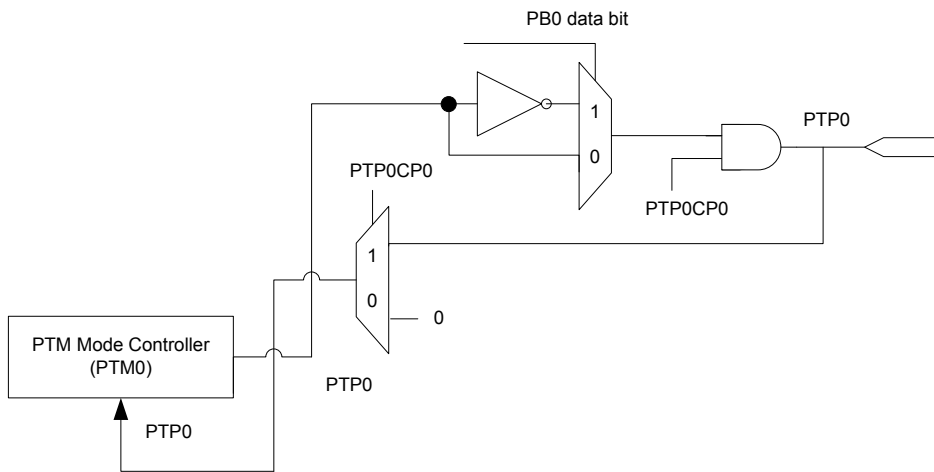 PB0 data bit
1
0
PTP0
PTP0CP0
PTP0CP0
1
0
0
PTM Mode Controller
(PTM0)
PTP0
PTP0